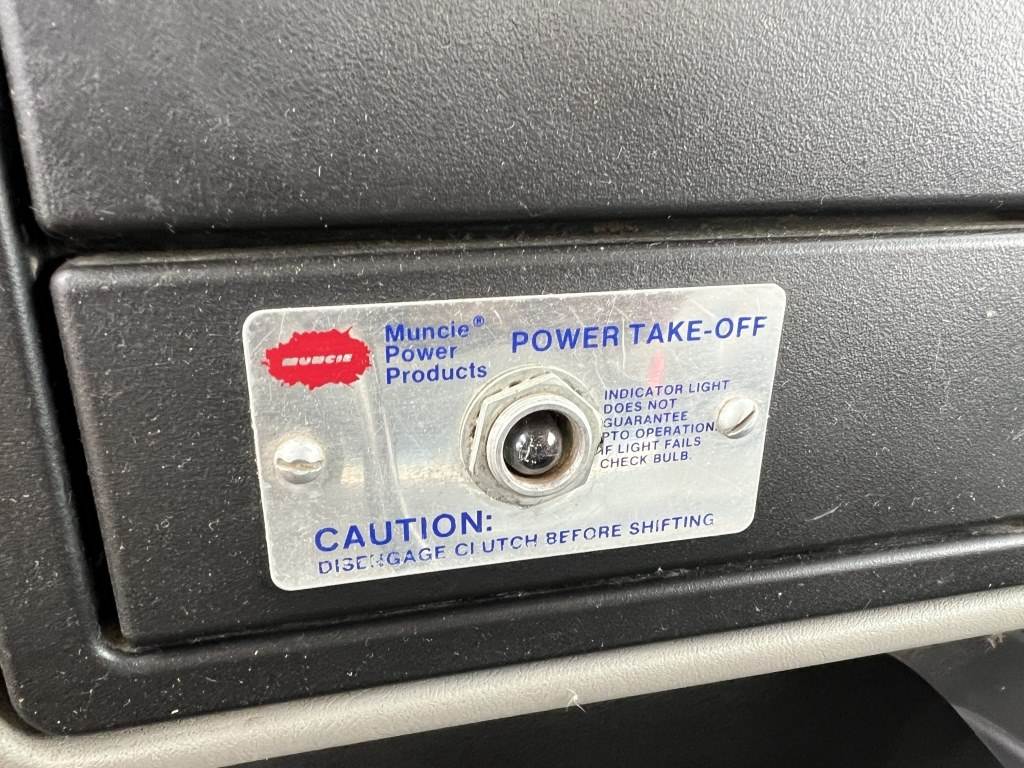 MUNCIE
Muncie®
Power
Products
POWER TAKE-OFF
INDICATOR LIGHT
DOES NOT
GUARANTEE
PTO OPERATION.
IF LIGHT FAILS
CHECK BULB.
CAUTION:
DISENGAGE CLUTCH BEFORE SHIFTING